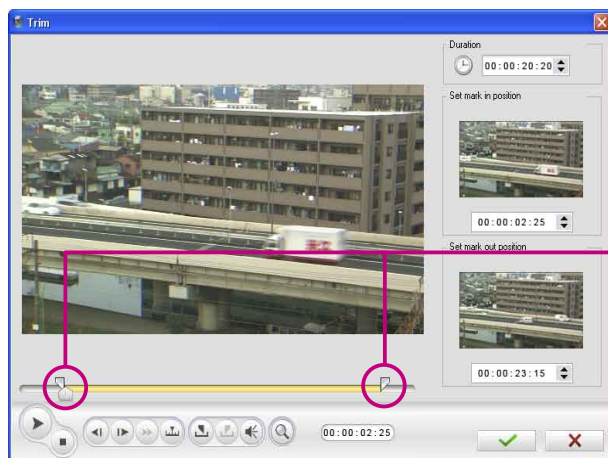 Trim
Duration
00:00:20:20
Set mark in position
00:00:02:25
Set mark out position
00:00:23:15
00:00:02:25